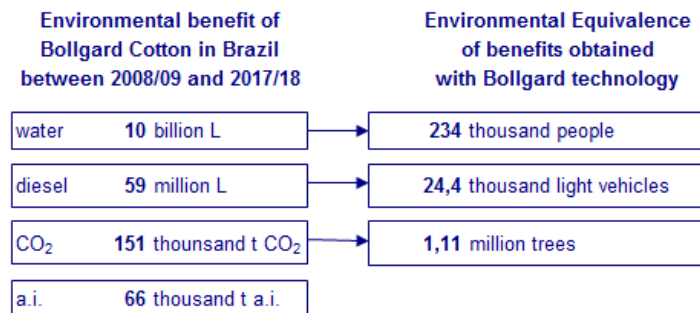 Environmental benefit of
Bollgard Cotton in Brazil
between 2008/09 and 2017/18
Environmental Equivalence
of benefits obtained
with Bollgard technology
water 10 billion L 234 thousand people
diesel 59 million L 24,4 thousand light vehicles
CO₂ 151 thounsand t CO₂ 1,11 million trees
a.i. 66 thousand t a.i.